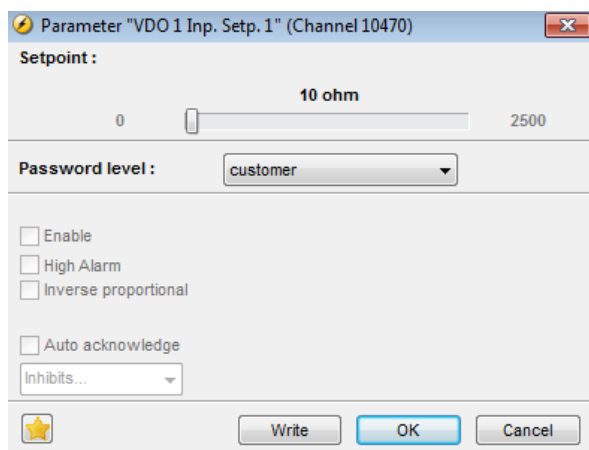 Parameter "VDO 1 Inp. Setp. 1" (Channel 10470)
Setpoint :
10 ohm
0 2500
Password level : customer
Enable
High Alarm
Inverse proportional
Auto acknowledge
Inhibits...
Write OK Cancel